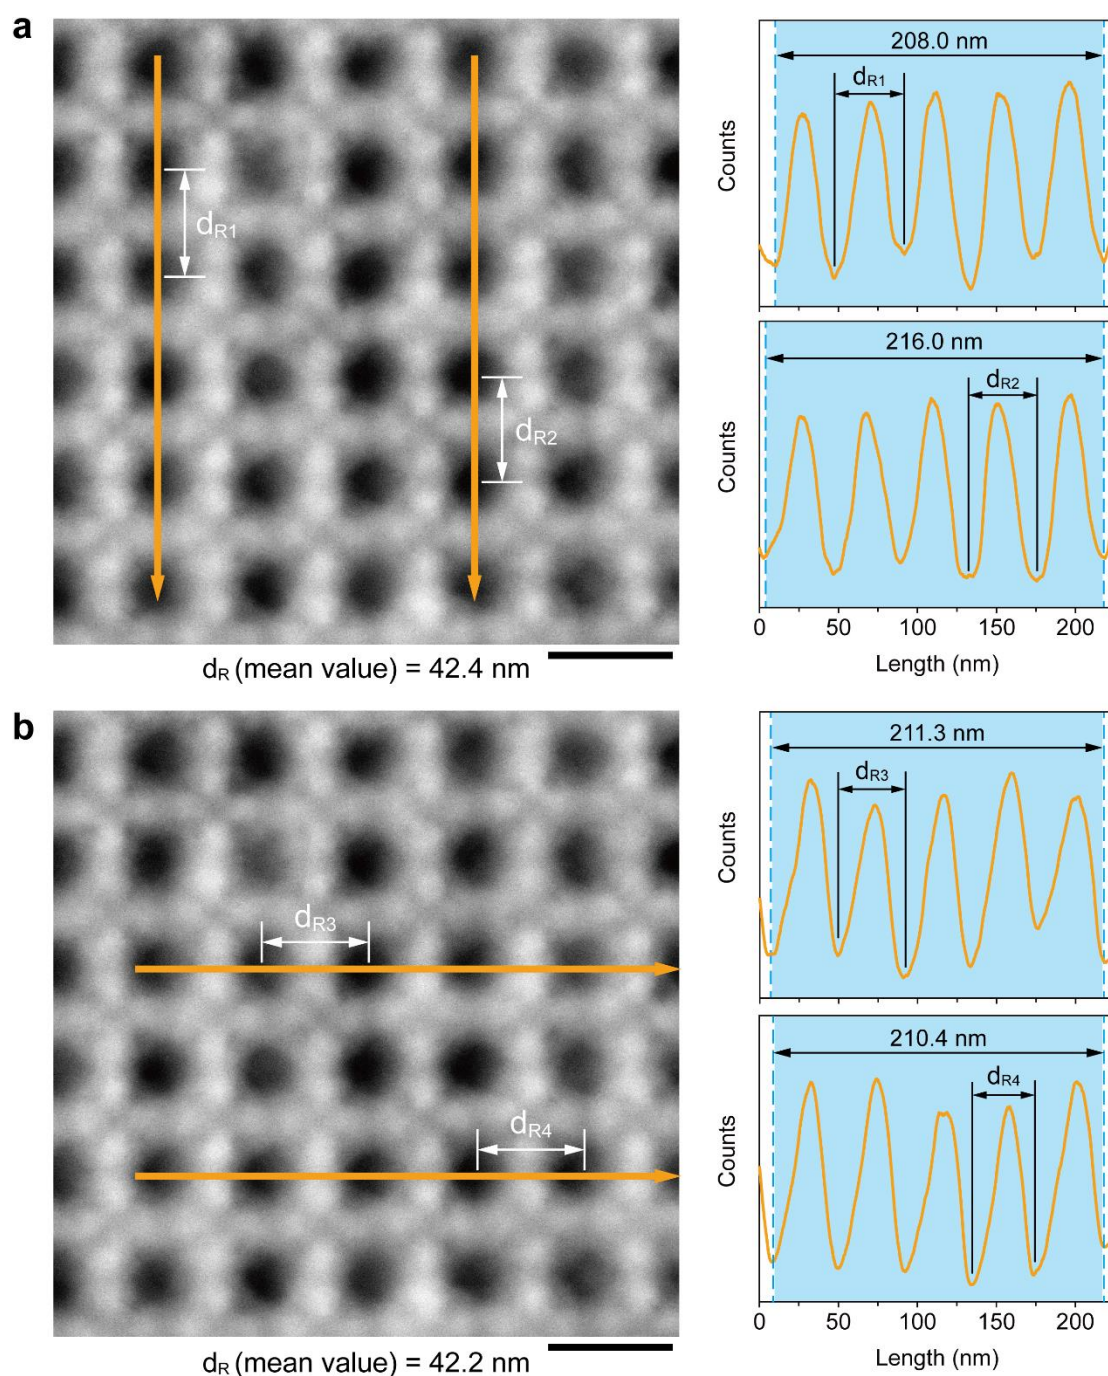 a
208.0 nm
dR1
Counts
dR1
216.0 nm
dR2
Counts
dR2
0 50 100 150 200
Length (nm)
dR (mean value) = 42.4 nm
b
211.3 nm
dR3
Counts
dR3
210.4 nm
dR4
Counts
dR4
0 50 100 150 200
Length (nm)
dR (mean value) = 42.2 nm